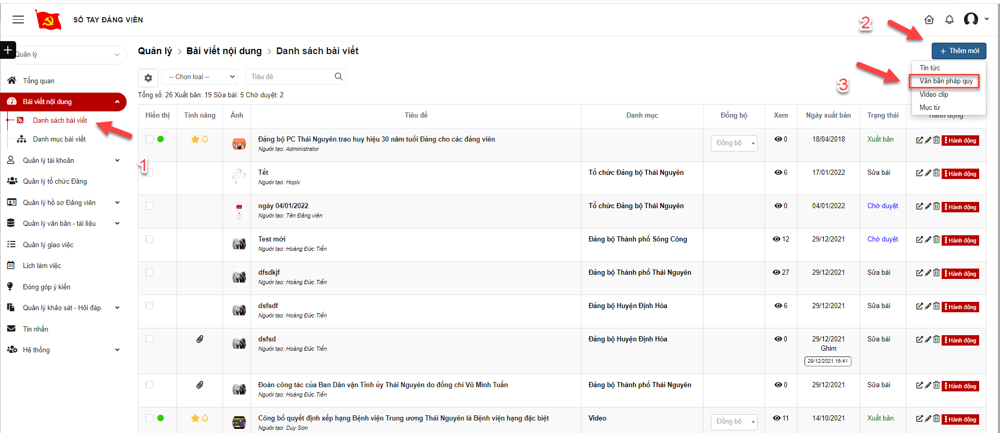 SỔ TAY ĐẢNG VIÊN
2
Quản lý
Quản lý > Bài viết nội dung > Danh sách bài viết
+ Thêm mới
Tin tức
Văn bản pháp quy
Video clip
Mục từ
3
Tổng quan
Bài viết nội dung
Danh sách bài viết
Danh mục bài viết
Quản lý tài khoản
Quản lý tổ chức Đảng
Quản lý hồ sơ Đảng viên
Quản lý văn bản - tài liệu
Quản lý giao việc
Lịch làm việc
Đóng góp ý kiến
Quản lý khảo sát - Hỏi đáp
Tin nhắn
Hệ thống
1
-- Chọn loại -- Tiêu đề
Tổng số: 26 Xuất bản: 19 Sửa bài: 5 Chờ duyệt: 2
Hiển thị Tính năng Ảnh Tiêu đề Danh mục Đồng bộ Xem Ngày xuất bản Trạng thái Hành động
Đảng bộ PC Thái Nguyên trao huy hiệu 30 năm tuổi Đảng cho các đảng viên Đồng bộ 0 18/04/2018 Xuất bản Hành động
Người tạo: Administrator
Tết Tổ chức Đảng bộ Thái Nguyên 6 17/01/2022 Sửa bài Hành động
Người tạo: Hoplv
ngày 04/01/2022 Tổ chức Đảng bộ Thái Nguyên 0 04/01/2022 Chờ duyệt Hành động
Người tạo: Tên Đảng viên
Test mới Đảng bộ Thành phố Sông Công 12 29/12/2021 Chờ duyệt Hành động
Người tạo: Hoàng Đức Tiến
dfsdkjf Đảng bộ Thành phố Thái Nguyên 27 29/12/2021 Sửa bài Hành động
Người tạo: Hoàng Đức Tiến
dsfsdf Đảng bộ Huyện Định Hóa 6 29/12/2021 Sửa bài Hành động
Người tạo: Hoàng Đức Tiến
dsfsd Đảng bộ Huyện Định Hóa 0 29/12/2021 Sửa bài Hành động
Người tạo: Hoàng Đức Tiến Ghim
29/12/2021 16:41
Đoàn công tác của Ban Dân vận Tỉnh ủy Thái Nguyên do đồng chí Vũ Minh Tuấn Đảng bộ Thành phố Thái Nguyên 0 29/12/2021 Sửa bài Hành động
Người tạo: Hoàng Đức Tiến
Công bố quyết định xếp hạng Bệnh viện Trung ương Thái Nguyên là Bệnh viện hạng đặc biệt Video Đồng bộ 11 14/10/2021 Xuất bản Hành động
Người tạo: Duy Sơn